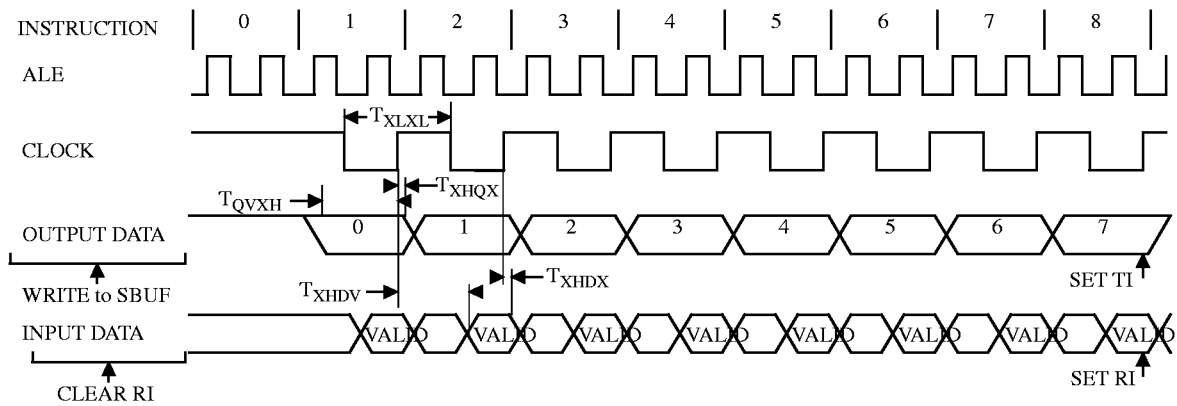 INSTRUCTION 0 1 2 3 4 5 6 7 8
ALE
TXLXL
CLOCK
TXHQX
TQVXH
OUTPUT DATA 0 1 2 3 4 5 6 7
SET TI
TXHDX
WRITE to SBUF
TXHDV
INPUT DATA VALID VALID VALID VALID VALID VALID VALID VALID
SET RI
CLEAR RI